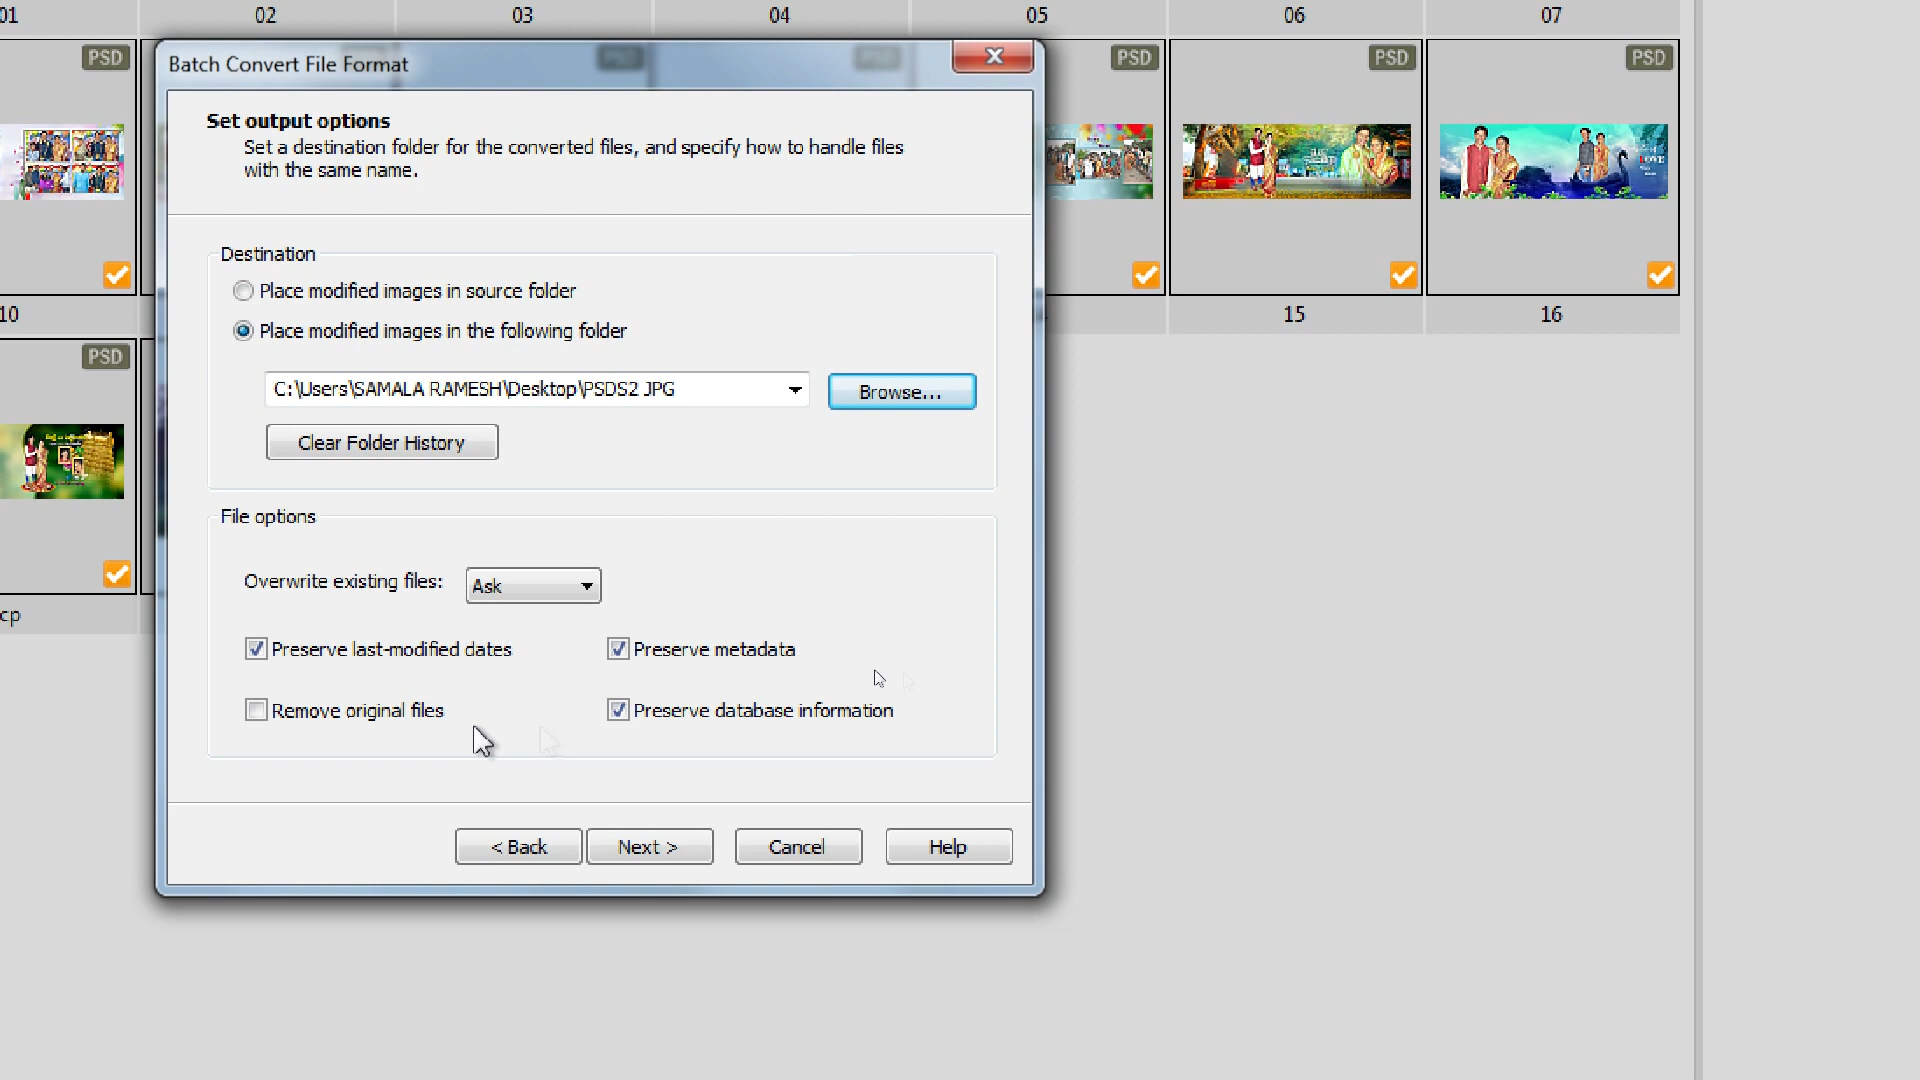 01 02 03 04 05 06 07
PSD PSD PSD PSD
Batch Convert File Format
Set output options
Set a destination folder for the converted files, and specify how to handle files
with the same name.
Destination
Place modified images in source folder
Place modified images in the following folder
C:\Users\SAMALA RAMESH\Desktop\PSDS2 JPG
Browse...
Clear Folder History
File options
Overwrite existing files: Ask
Preserve last-modified dates
Preserve metadata
Remove original files
Preserve database information
< Back Next > Cancel Help
LOVE
10 15 16
PSD
cp